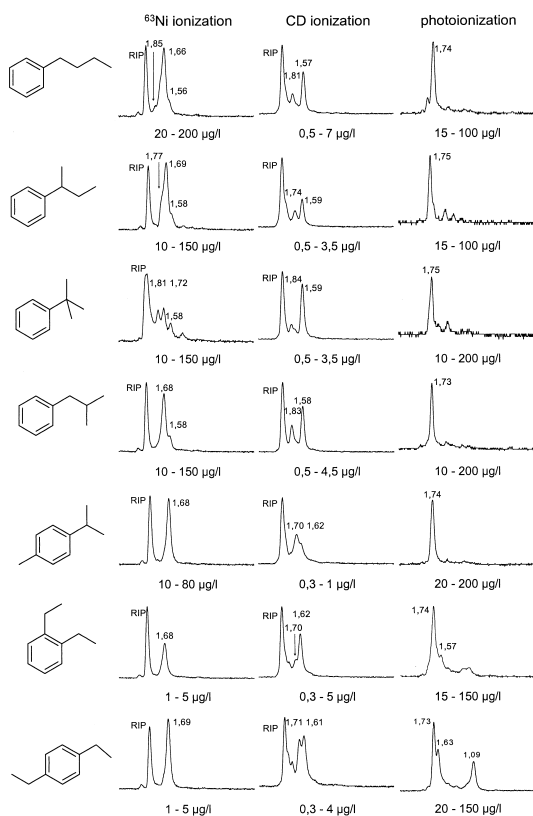 ⁶³Ni ionization CD ionization photoionization
RIP 1,85 1,66 1,56 RIP 1,81 1,57 1,74
20 - 200 µg/l 0,5 - 7 µg/l 15 - 100 µg/l
RIP 1,77 1,69 1,58 RIP 1,74 1,59 1,75
10 - 150 µg/l 0,5 - 3,5 µg/l 15 - 100 µg/l
RIP 1,81 1,72 1,58 RIP 1,84 1,59 1,75
10 - 150 µg/l 0,5 - 3,5 µg/l 10 - 200 µg/l
RIP 1,68 1,58 RIP 1,83 1,58 1,73
10 - 150 µg/l 0,5 - 4,5 µg/l 10 - 200 µg/l
RIP 1,68 RIP 1,70 1,62 1,74
10 - 80 µg/l 0,3 - 1 µg/l 20 - 200 µg/l
RIP 1,68 RIP 1,62 1,70 1,74 1,57
1 - 5 µg/l 0,3 - 5 µg/l 15 - 150 µg/l
RIP 1,69 RIP 1,71 1,61 1,73 1,63 1,09
1 - 5 µg/l 0,3 - 4 µg/l 20 - 150 µg/l